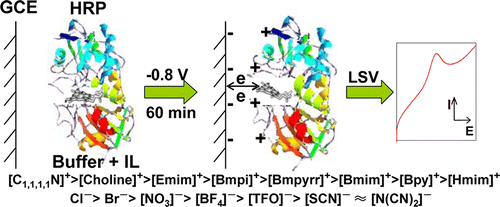 GCE HRP
-0.8 V
60 min
Buffer + IL
- - - -
+ + + +
e
e
LSV
I
E
[C₁,₁,₁,₁N]⁺>[Choline]⁺>[Emim]⁺>[Bmpi]⁺>[Bmpyrr]⁺>[Bmim]⁺>[Bpy]⁺>[Hmim]⁺
Cl⁻> Br⁻> [NO₃]⁻> [BF₄]⁻> [TFO]⁻> [SCN]⁻ ≈ [N(CN)₂]⁻